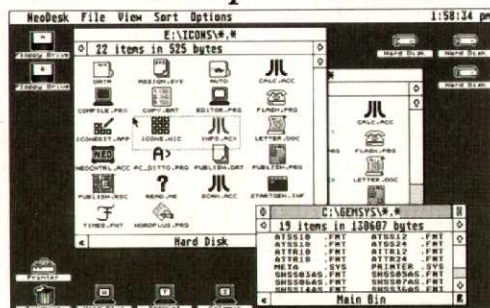 NeoDesk File View Sort Options 1:58:34 pm
E:\ICONS\*.*
22 items in 525 bytes
Floppy Drive
Floppy Drive
Hard Disk
Hard Disk
Hard Disk
DATA ASSIGN.SYS AUTO CALC.ACC
COMPILE.PRG COPY.BAT EDITOR.PRG FLASH.PRG
ICONEDIT.APP ICONS.NIC INFO.ACX LETTER.DOC
NEOCNTRL.ACC PC_DITTO.PRG PUBLISH.DAT PUBLISH.PRG
PUBLISH.RSC READ.ME SCAN.ACC STARTGEM.INF
TIMES.FNT WORDPLUS.PRG
Hard Disk
CALC.ACC
FLASH.PRG
LETTER.DOC
C:\GEMSYS\*.*
19 items in 138607 bytes
ATSS10 .FNT ATSS12 .FNT
ATSS18 .FNT ATSS24 .FNT
ATTR10 .FNT ATTR12 .FNT
ATTR18 .FNT ATTR24 .FNT
META .SYS PRINTER .SYS
Main Bin
Printer